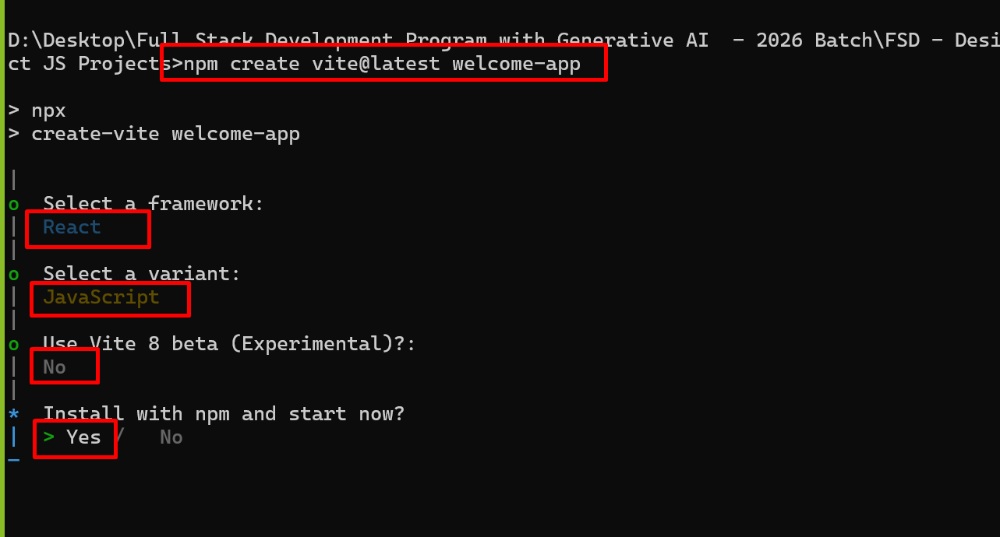 D:\Desktop\Full Stack Development Program with Generative AI  - 2026 Batch\FSD - Desi
ct JS Projects>npm create vite@latest welcome-app
> npx
> create-vite welcome-app
|
o  Select a framework:
|  React
|
o  Select a variant:
|  JavaScript
|
o  Use Vite 8 beta (Experimental)?:
|  No
|
*  Install with npm and start now?
|  > Yes /   No
—